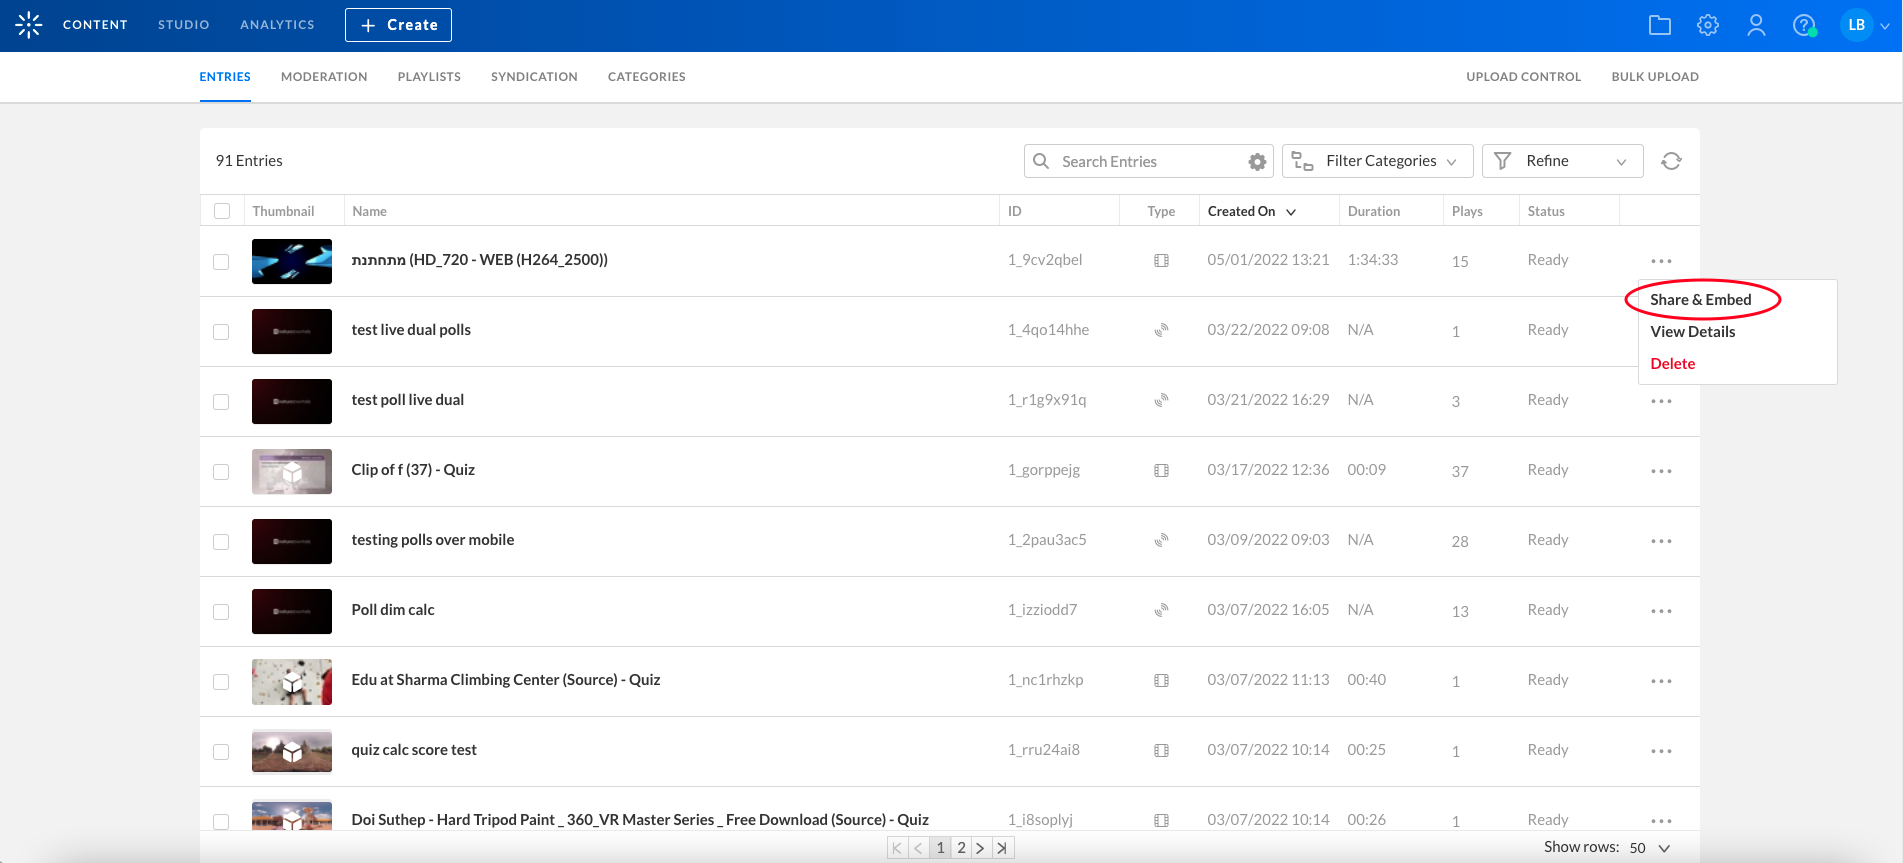 CONTENT STUDIO ANALYTICS + Create LB
ENTRIES MODERATION PLAYLISTS SYNDICATION CATEGORIES UPLOAD CONTROL BULK UPLOAD
91 Entries Search Entries Filter Categories Refine
Thumbnail Name ID Type Created On Duration Plays Status
מתחתנת (HD_720 - WEB (H264_2500)) 1_9cv2qbel 05/01/2022 13:21 1:34:33 15 Ready
Share & Embed
View Details
Delete
test live dual polls 1_4qo14hhe 03/22/2022 09:08 N/A 1 Ready
test poll live dual 1_r1g9x91q 03/21/2022 16:29 N/A 3 Ready
Clip of f (37) - Quiz 1_gorppejg 03/17/2022 12:36 00:09 37 Ready
testing polls over mobile 1_2pau3ac5 03/09/2022 09:03 N/A 28 Ready
Poll dim calc 1_izziodd7 03/07/2022 16:05 N/A 13 Ready
Edu at Sharma Climbing Center (Source) - Quiz 1_nc1rhzkp 03/07/2022 11:13 00:40 1 Ready
quiz calc score test 1_rru24ai8 03/07/2022 10:14 00:25 1 Ready
Doi Suthep - Hard Tripod Paint _ 360_VR Master Series _ Free Download (Source) - Quiz 1_i8soplyj 03/07/2022 10:14 00:26 1 Ready
1 2 Show rows: 50